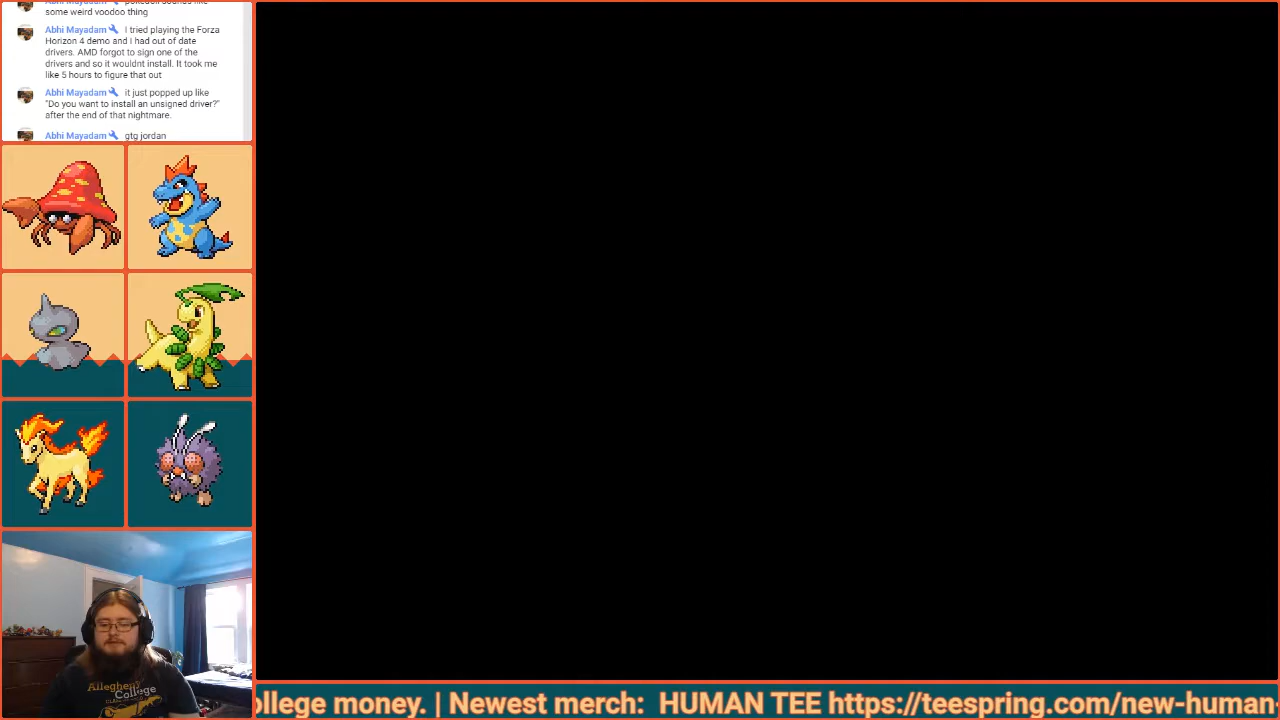 some weird voodoo thing
Abhi Mayadam I tried playing the Forza
Horizon 4 demo and I had out of date
drivers. AMD forgot to sign one of the
drivers and so it wouldnt install. It took me
like 5 hours to figure that out
Abhi Mayadam it just popped up like
"Do you want to install an unsigned driver?"
after the end of that nightmare.
Abhi Mayadam gtg jordan
Allegheny
College
ollege money. | Newest merch: HUMAN TEE https://teespring.com/new-human-